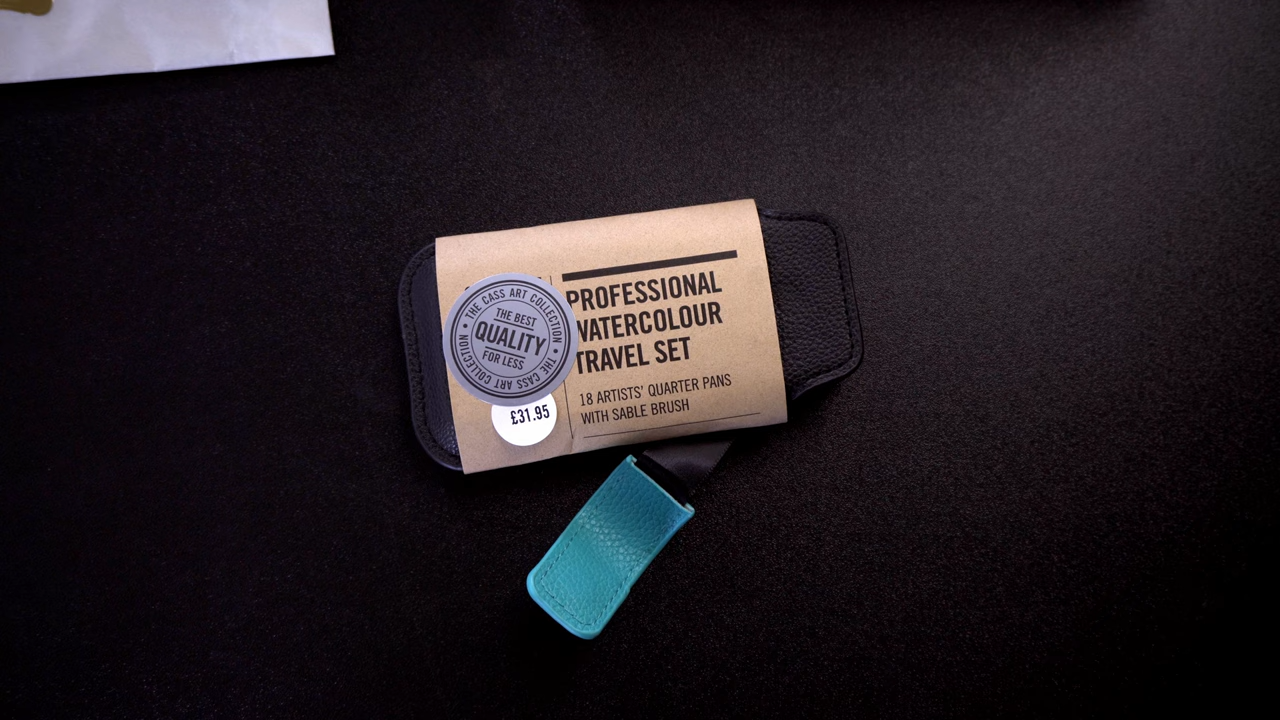 THE CASS ART COLLECTION • THE CASS ART COLLECTION •
THE BEST
QUALITY
FOR LESS
£31.95
PROFESSIONAL
WATERCOLOUR
TRAVEL SET
18 ARTISTS' QUARTER PANS
WITH SABLE BRUSH